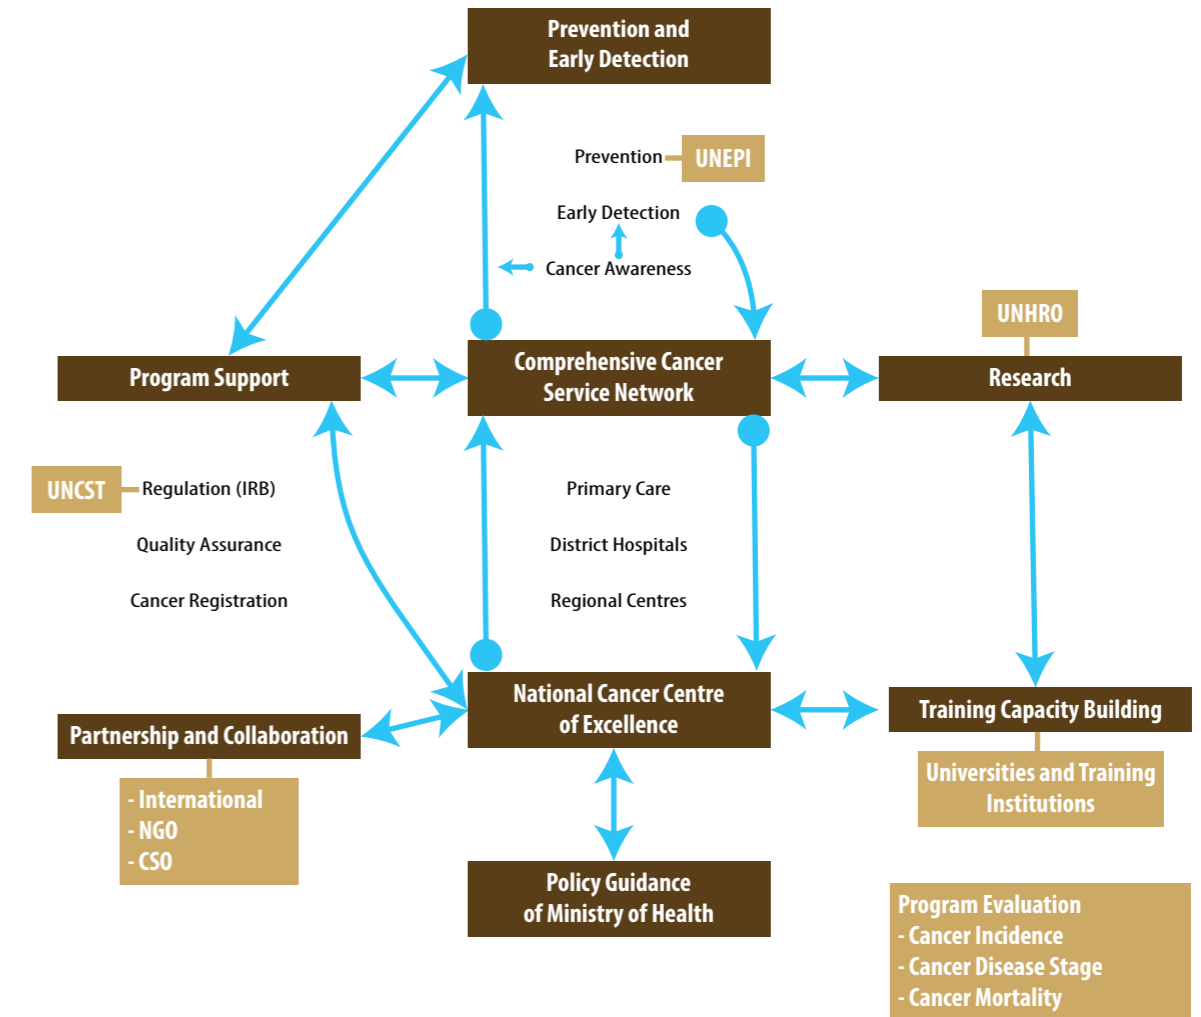 Prevention and
Early Detection
Prevention
UNEPI
Early Detection
Cancer Awareness
UNHRO
Program Support
Comprehensive Cancer
Service Network
Research
UNCST
Regulation (IRB)
Quality Assurance
Cancer Registration
Primary Care
District Hospitals
Regional Centres
Partnership and Collaboration
- International
- NGO
- CSO
National Cancer Centre
of Excellence
Training Capacity Building
Universities and Training
Institutions
Policy Guidance
of Ministry of Health
Program Evaluation
- Cancer Incidence
- Cancer Disease Stage
- Cancer Mortality